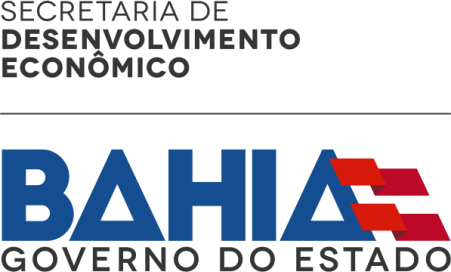 SECRETARIA DE
DESENVOLVIMENTO
ECONÔMICO
BAHIA
GOVERNO DO ESTADO